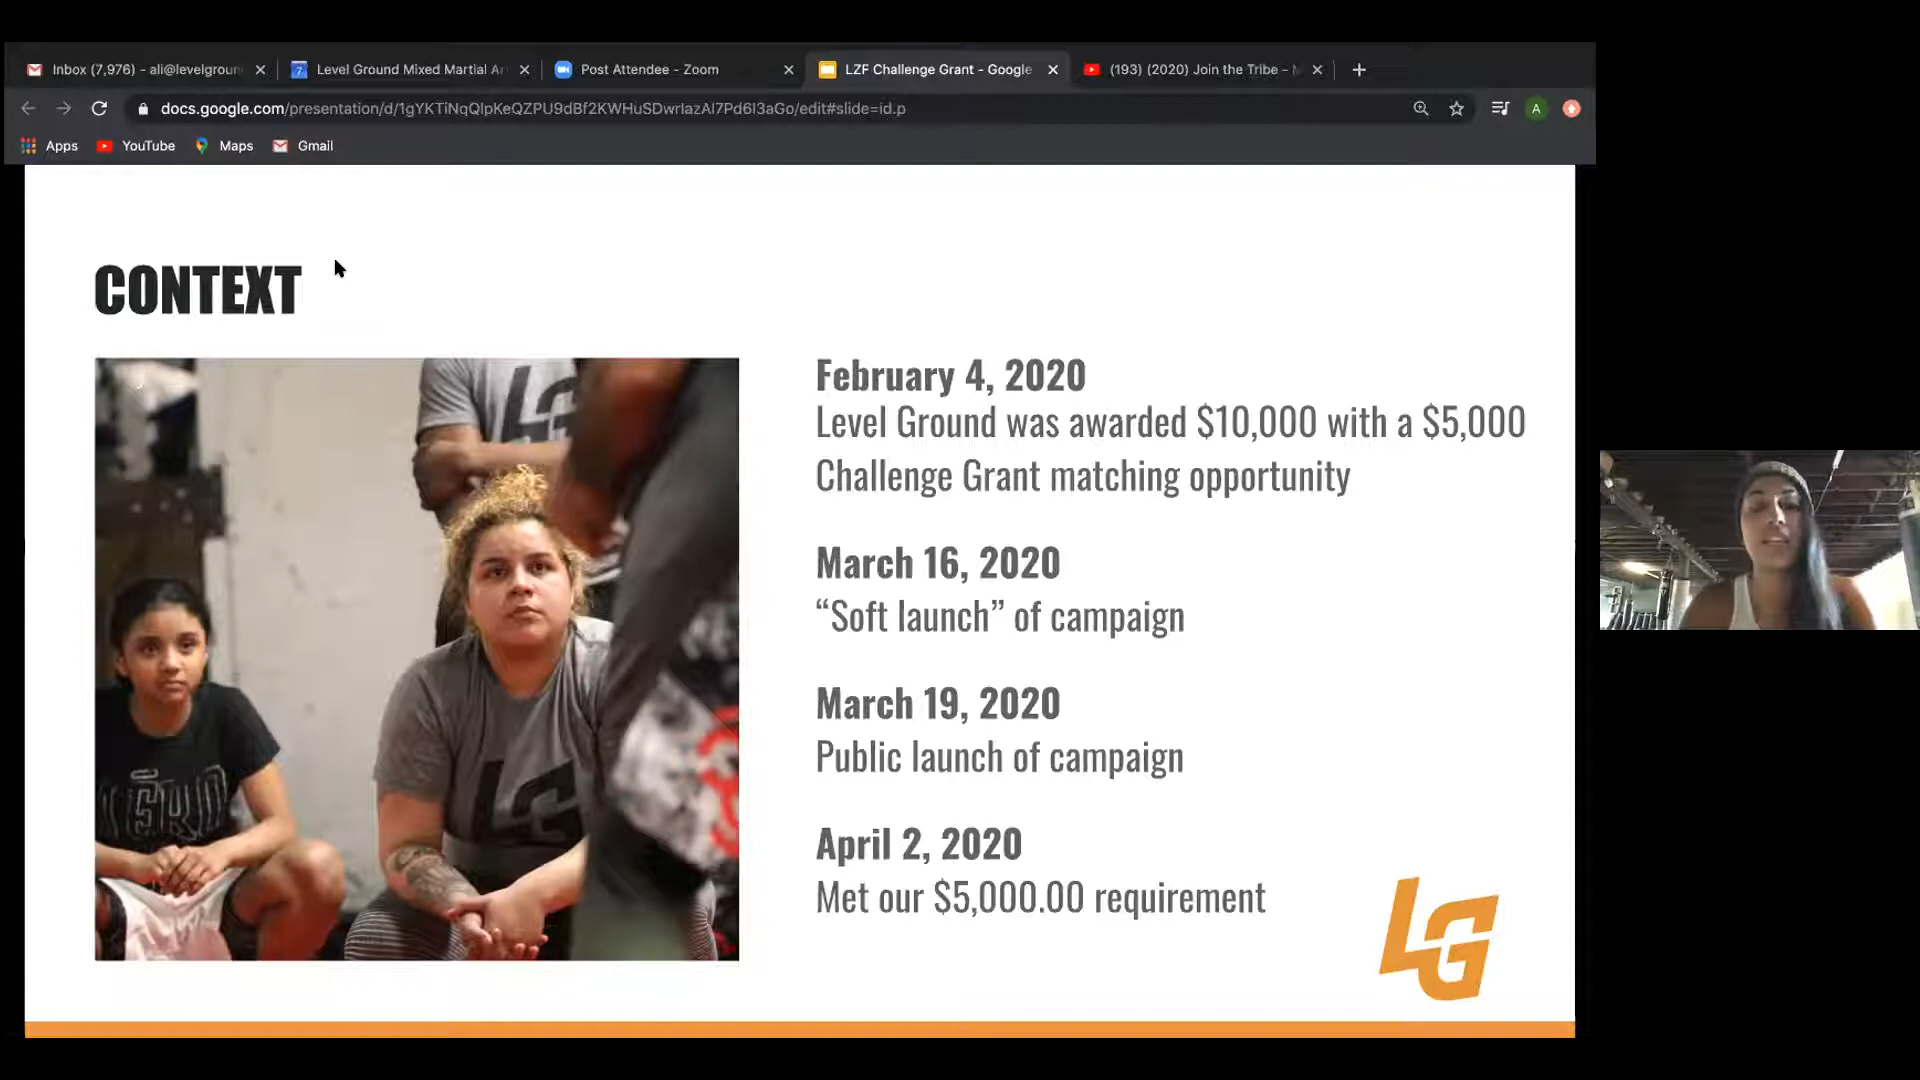 Inbox (7,976) - ali@levelgroun
Level Ground Mixed Martial Ar
Post Attendee - Zoom
LZF Challenge Grant - Google
(193) (2020) Join the Tribe -
docs.google.com/presentation/d/1gYKTiNqQlpKeQZPU9dBf2KWHuSDwrIazAl7Pd6I3aGo/edit#slide=id.p
A
Apps
YouTube
Maps
Gmail
CONTEXT
February 4, 2020
Level Ground was awarded $10,000 with a $5,000
Challenge Grant matching opportunity
March 16, 2020
“Soft launch” of campaign
March 19, 2020
Public launch of campaign
April 2, 2020
Met our $5,000.00 requirement
LG
LG
LG